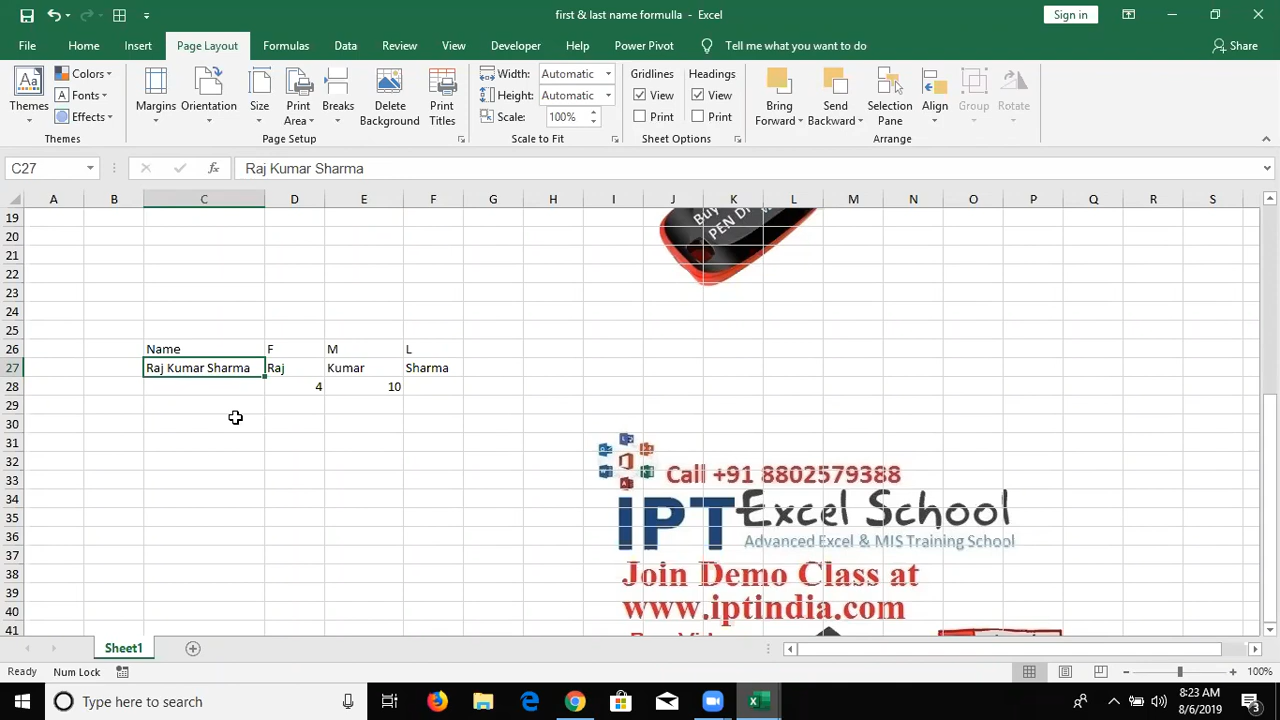 first & last name formulla - Excel
Sign in
File Home Insert Page Layout Formulas Data Review View Developer Help Power Pivot Tell me what you want to do Share
Themes
Colors
Fonts
Effects
Themes
Margins
Orientation
Size
Print Area
Breaks
Delete Background
Print Titles
Page Setup
Width: Automatic
Height: Automatic
Scale: 100%
Scale to Fit
Gridlines
View
Print
Headings
View
Print
Sheet Options
Bring Forward
Send Backward
Selection Pane
Align
Group
Rotate
Arrange
C27
fx
Raj Kumar Sharma
A B C D E F G H I J K L M N O P Q R S
19
20
21
22
23
24
25
26 Name F M L
27 Raj Kumar Sharma Raj Kumar Sharma
28 4 10
29
30
31
32
33
34
35
36
37
38
39
40
41
Buy
PEN
Call +91 8802579388
IPT Excel School
Advanced Excel & MIS Training School
Join Demo Class at
www.iptindia.com
Sheet1
Ready Num Lock
100%
Type here to search
8:23 AM
8/6/2019
3